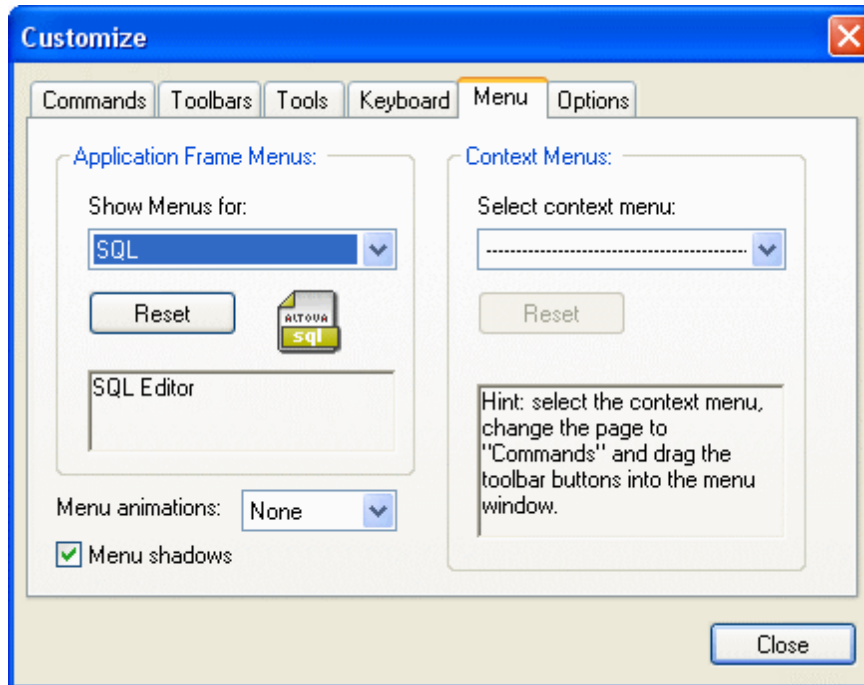 Customize
Commands Toolbars Tools Keyboard Menu Options
Application Frame Menus:
Show Menus for:
SQL
Reset
ALTOVA
sql
SQL Editor
Menu animations: None
Menu shadows
Context Menus:
Select context menu:
--------------------------------------------
Reset
Hint: select the context menu,
change the page to
"Commands" and drag the
toolbar buttons into the menu
window.
Close